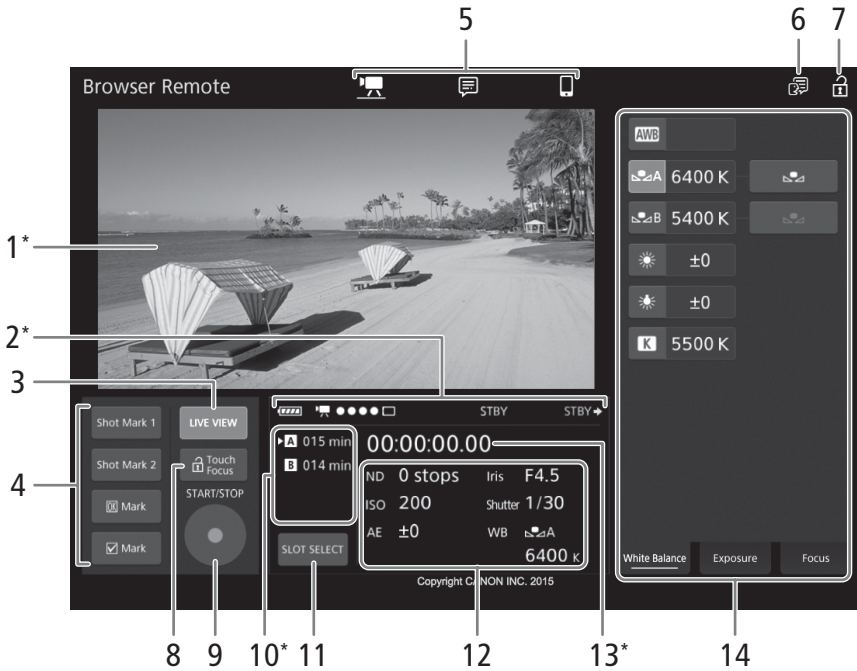 5
6
7
Browser Remote
AWB
A 6400 K
B 5400 K
±0
±0
K 5500 K
1*
2*
3
4
Shot Mark 1
LIVE VIEW
STBY
STBY
Shot Mark 2
Touch
Focus
A 015 min
00:00:00.00
B 014 min
ND 0 stops Iris F4.5
OK Mark
START/STOP
ISO 200 Shutter 1/30
Mark
AE ±0 WB A
SLOT SELECT
6400 K
White Balance
Exposure
Focus
Copyright CANON INC. 2015
8
9
10*
11
12
13*
14